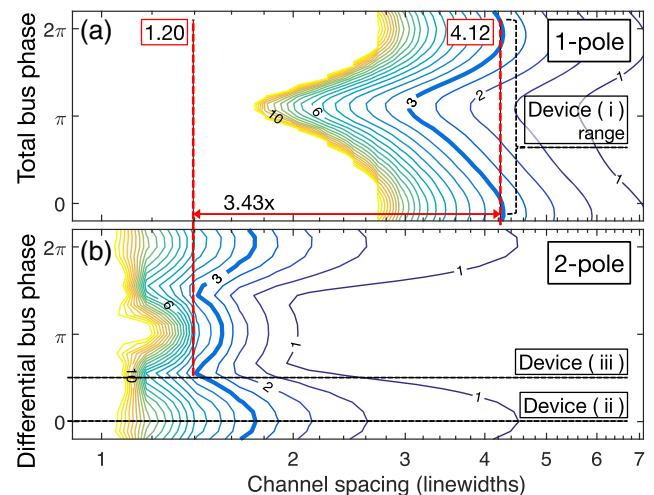 2π
(a)
1.20
4.12
1-pole
1
3
2
10
6
Device ( i )
range
1
π
Total bus phase
0
3.43x
(b)
2π
2-pole
3
1
6
π
1
Differential bus phase
10
Device ( iii )
2
1
Device ( ii )
0
1
2
3
4
5
6
7
Channel spacing (linewidths)